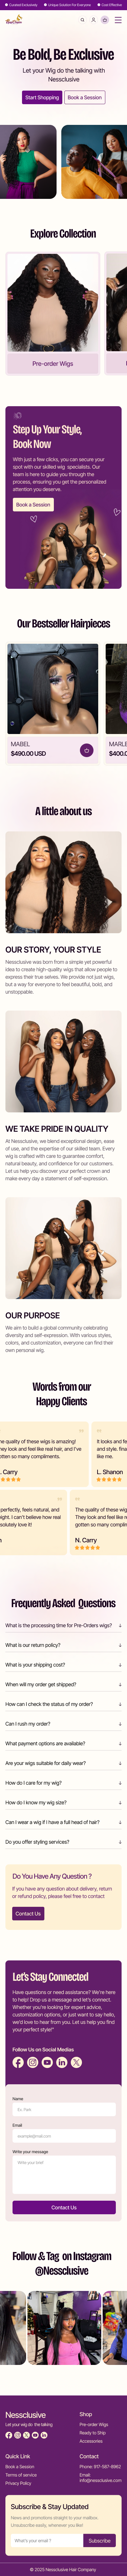 Curated Exclusively
Unique Solution For Everyone
Cost Effective
Be Bold, Be Exclusive
Let your Wig do the talking with
Nessclusive
Start Shopping
Book a Session
Explore Collection
Pre-order Wigs
Step Up Your Style,
Book Now
With just a few clicks, you can secure your
spot with our skilled wig specialists. Our
team is here to guide you through the
process, ensuring you get the personalized
attention you deserve.
Book a Session
Our Bestseller Hairpieces
MABEL
$490.00 USD
MARLE
$400.0
A little about us
OUR STORY, YOUR STYLE
Nessclusive was born from a simple yet powerful
idea to create high-quality wigs that allow people to
express their true selves. We provide not just wigs,
but a way for everyone to feel beautiful, bold, and
unstoppable.
WE TAKE PRIDE IN QUALITY
At Nessclusive, we blend exceptional design, ease
of use, and the expertise of skilled artisans. Every
wig is crafted to guarantee comfort, natural
beauty, and confidence for our customers. We
want to help you look and feel your best, making
every day a statement of self-expression.
OUR PURPOSE
We aim to build a global community celebrating
diversity and self-expression. With various styles,
colors, and customizations, everyone can find their
own personal wig.
Words from our
Happy Clients
he quality of these wigs is amazing!
hey look and feel like real hair, and I've
otten so many compliments.
. Carry
It looks and fe
and style. fina
like me.
L. Shanon
perfectly, feels natural, and
ight. I can't believe how real
solutely love it!
The quality of these wig
They look and feel like r
gotten so many complim
N. Carry
Frequently Asked Questions
What is the processing time for Pre-Orders wigs?
What is our return policy?
What is your shipping cost?
When will my order get shipped?
How can I check the status of my order?
Can I rush my order?
What payment options are available?
Are your wigs suitable for daily wear?
How do I care for my wig?
How do I know my wig size?
Can I wear a wig if I have a full head of hair?
Do you offer styling services?
Do You Have Any Question ?
If you have any question about delivery, return
or refund policy, please feel free to contact
Contact Us
Let's Stay Connected
Have questions or need assistance? We're here
to help! Drop us a message and let's connect.
Whether you're looking for expert advice,
customization options, or just want to say hello,
we'd love to hear from you. Let us help you find
your perfect style!"
Follow Us on Social Medias
Name
Ex. Fara
Email
example@gmail.com
Write your message
Write you brief
Contact Us
Follow & Tag on Instagram
@Nessclusive
Nessclusive
Let your wig do the talking
Shop
Pre-order Wigs
Ready to Ship
Accessories
Quick Link
Book a Session
Terms of service
Privacy Policy
Contact
Phone: 917-587-8982
Email:
info@nessclusive.com
Subscribe & Stay Updated
News and promotions straight to your mailbox.
Unsubscribe easily, whenever you like!
What's your email ?
Subscribe
© 2025 Nessclusive Hair Company